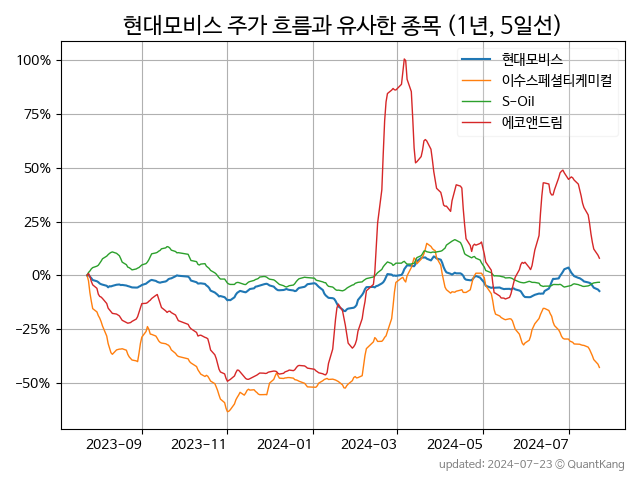 현대모비스 주가 흐름과 유사한 종목 (1년, 5일선)
현대모비스
이수스페셜티케미컬
S-Oil
에코앤드림
100%
75%
50%
25%
0%
−25%
−50%
2023-09
2023-11
2024-01
2024-03
2024-05
2024-07
updated: 2024-07-23 © QuantKang